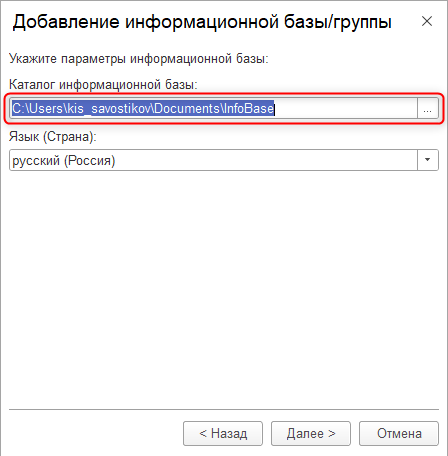 Добавление информационной базы/группы
Укажите параметры информационной базы:
Каталог информационной базы:
C:\Users\kis_savostikov\Documents\InfoBase
...
Язык (Страна):
русский (Россия)
< Назад
Далее >
Отмена